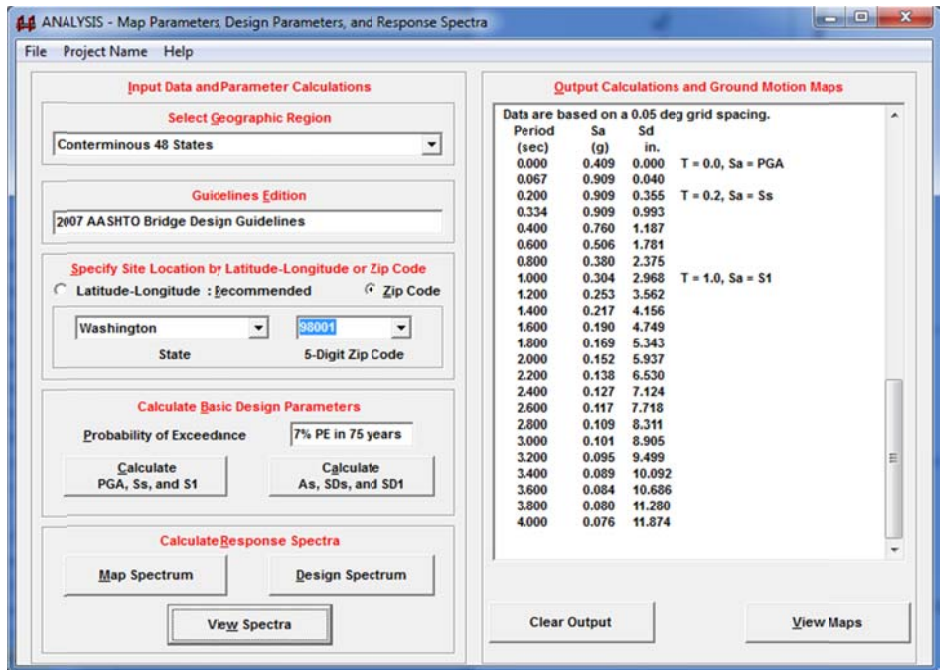 ANALYSIS - Map Parameters, Design Parameters, and Response Spectra
File Project Name Help
Input Data and Parameter Calculations
Select Geographic Region
Conterminous 48 States
Guidelines Edition
2007 AASHTO Bridge Design Guidelines
Specify Site Location by Latitude-Longitude or Zip Code
Latitude-Longitude : Recommended Zip Code
Washington 98001
State 5-Digit Zip Code
Calculate Basic Design Parameters
Probability of Exceedance 7% PE in 75 years
Calculate
PGA, Ss, and S1
Calculate
As, SDs, and SD1
Calculate Response Spectra
Map Spectrum Design Spectrum
View Spectra
Output Calculations and Ground Motion Maps
Data are based on a 0.05 deg grid spacing.
Period Sa Sd
(sec) (g) in.
0.000 0.409 0.000 T = 0.0, Sa = PGA
0.067 0.909 0.040
0.200 0.909 0.355 T = 0.2, Sa = Ss
0.334 0.909 0.993
0.400 0.760 1.187
0.600 0.506 1.781
0.800 0.380 2.375
1.000 0.304 2.968 T = 1.0, Sa = S1
1.200 0.253 3.562
1.400 0.217 4.156
1.600 0.190 4.749
1.800 0.169 5.343
2.000 0.152 5.937
2.200 0.138 6.530
2.400 0.127 7.124
2.600 0.117 7.718
2.800 0.109 8.311
3.000 0.101 8.905
3.200 0.095 9.499
3.400 0.089 10.092
3.600 0.084 10.686
3.800 0.080 11.280
4.000 0.076 11.874
Clear Output View Maps